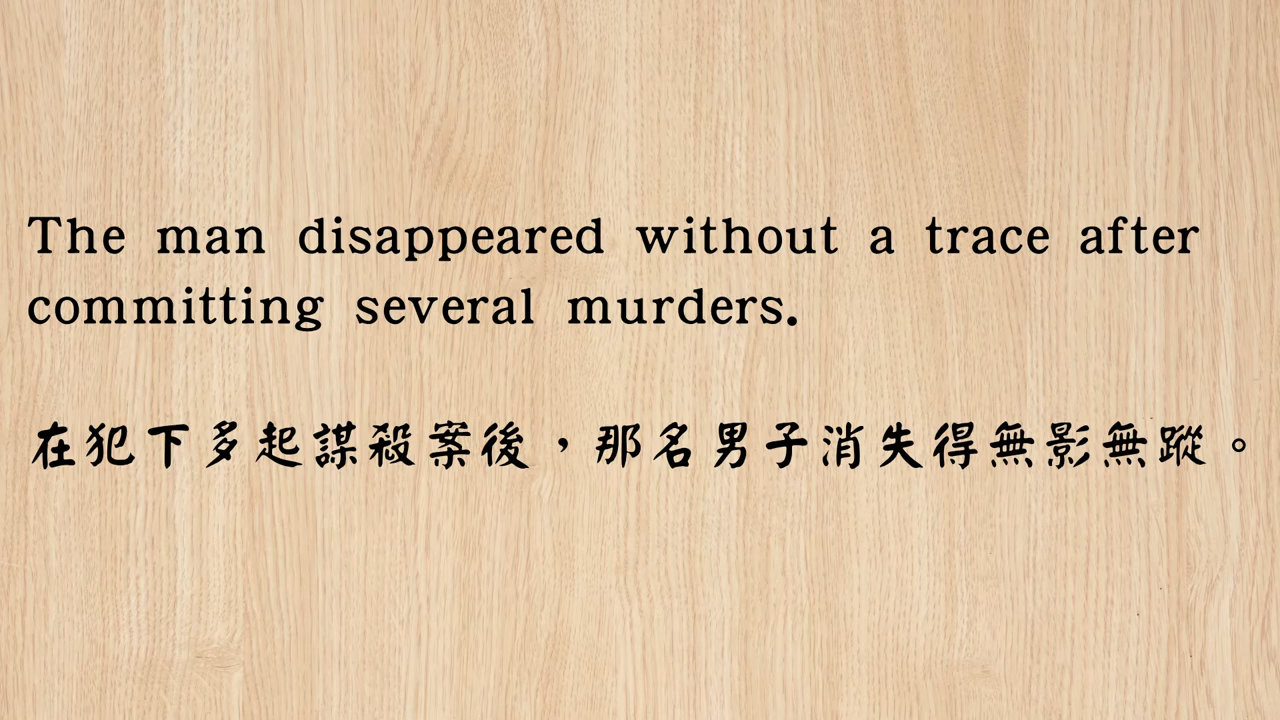 The man disappeared without a trace after
committing several murders.
在犯下多起謀殺案後，那名男子消失得無影無蹤。